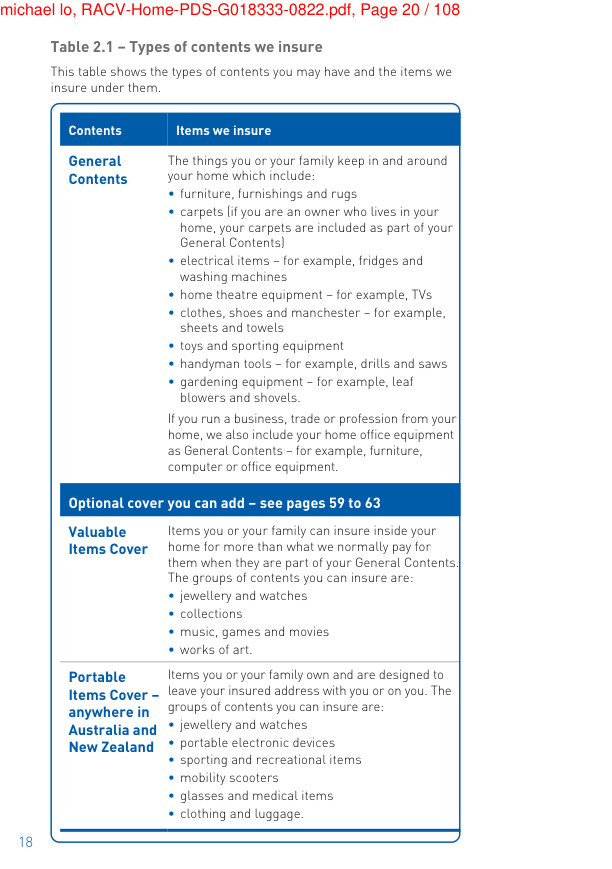 michael lo, RACV-Home-PDS-G018333-0822.pdf, Page 20 / 108
Table 2.1 – Types of contents we insure
This table shows the types of contents you may have and the items we
insure under them.
Contents Items we insure
General
Contents
The things you or your family keep in and around
your home which include:
• furniture, furnishings and rugs
• carpets (if you are an owner who lives in your
home, your carpets are included as part of your
General Contents)
• electrical items – for example, fridges and
washing machines
• home theatre equipment – for example, TVs
• clothes, shoes and manchester – for example,
sheets and towels
• toys and sporting equipment
• handyman tools – for example, drills and saws
• gardening equipment – for example, leaf
blowers and shovels.
If you run a business, trade or profession from your
home, we also include your home office equipment
as General Contents – for example, furniture,
computer or office equipment.
Optional cover you can add – see pages 59 to 63
Valuable
Items Cover
Items you or your family can insure inside your
home for more than what we normally pay for
them when they are part of your General Contents.
The groups of contents you can insure are:
• jewellery and watches
• collections
• music, games and movies
• works of art.
Portable
Items Cover –
anywhere in
Australia and
New Zealand
Items you or your family own and are designed to
leave your insured address with you or on you. The
groups of contents you can insure are:
• jewellery and watches
• portable electronic devices
• sporting and recreational items
• mobility scooters
• glasses and medical items
• clothing and luggage.
18